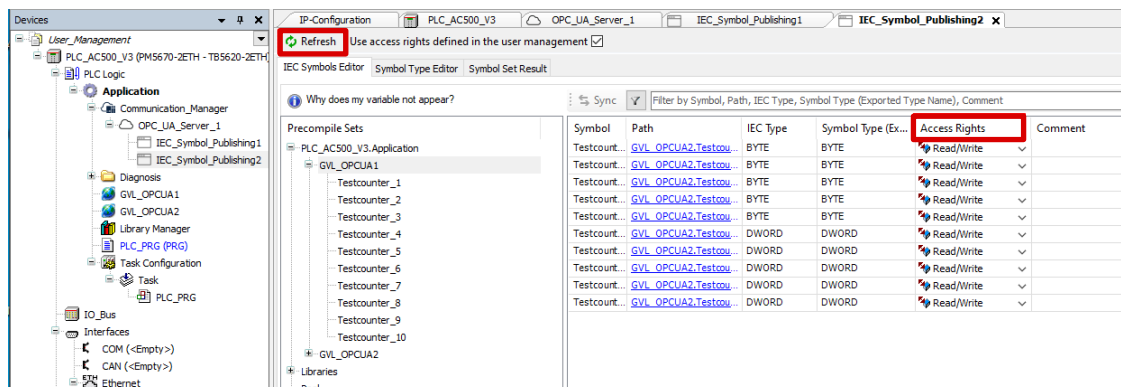 Devices
User_Management
PLC_AC500_V3 (PM5670-2ETH - TB5620-2ETH)
PLC Logic
Application
Communication_Manager
OPC_UA_Server_1
IEC_Symbol_Publishing1
IEC_Symbol_Publishing2
Diagnosis
GVL_OPCUA1
GVL_OPCUA2
Library Manager
PLC_PRG (PRG)
Task Configuration
Task
PLC_PRG
IO_Bus
Interfaces
COM (<Empty>)
CAN (<Empty>)
ETH Ethernet
IP-Configuration PLC_AC500_V3 OPC_UA_Server_1 IEC_Symbol_Publishing1 IEC_Symbol_Publishing2
Refresh Use access rights defined in the user management
IEC Symbols Editor Symbol Type Editor Symbol Set Result
Why does my variable not appear?
Precompile Sets
PLC_AC500_V3.Application
GVL_OPCUA1
Testcounter_1
Testcounter_2
Testcounter_3
Testcounter_4
Testcounter_5
Testcounter_6
Testcounter_7
Testcounter_8
Testcounter_9
Testcounter_10
GVL_OPCUA2
Libraries
Sync Filter by Symbol, Path, IEC Type, Symbol Type (Exported Type Name), Comment
Symbol Path IEC Type Symbol Type (Ex... Access Rights Comment
Testcount... GVL_OPCUA2.Testcou... BYTE BYTE Read/Write
Testcount... GVL_OPCUA2.Testcou... BYTE BYTE Read/Write
Testcount... GVL_OPCUA2.Testcou... BYTE BYTE Read/Write
Testcount... GVL_OPCUA2.Testcou... BYTE BYTE Read/Write
Testcount... GVL_OPCUA2.Testcou... BYTE BYTE Read/Write
Testcount... GVL_OPCUA2.Testcou... DWORD DWORD Read/Write
Testcount... GVL_OPCUA2.Testcou... DWORD DWORD Read/Write
Testcount... GVL_OPCUA2.Testcou... DWORD DWORD Read/Write
Testcount... GVL_OPCUA2.Testcou... DWORD DWORD Read/Write
Testcount... GVL_OPCUA2.Testcou... DWORD DWORD Read/Write